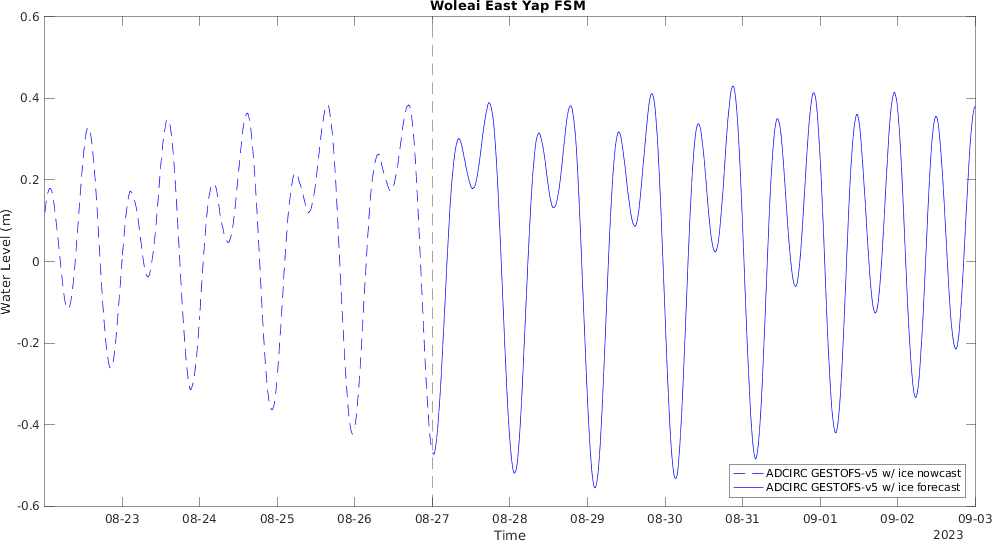 Woleai East Yap FSM
0.6
0.4
0.2
0
-0.2
-0.4
-0.6
Water Level (m)
ADCIRC GESTOFS-v5 w/ ice nowcast
ADCIRC GESTOFS-v5 w/ ice forecast
08-23 08-24 08-25 08-26 08-27 08-28 08-29 08-30 08-31 09-01 09-02 09-03
Time
2023